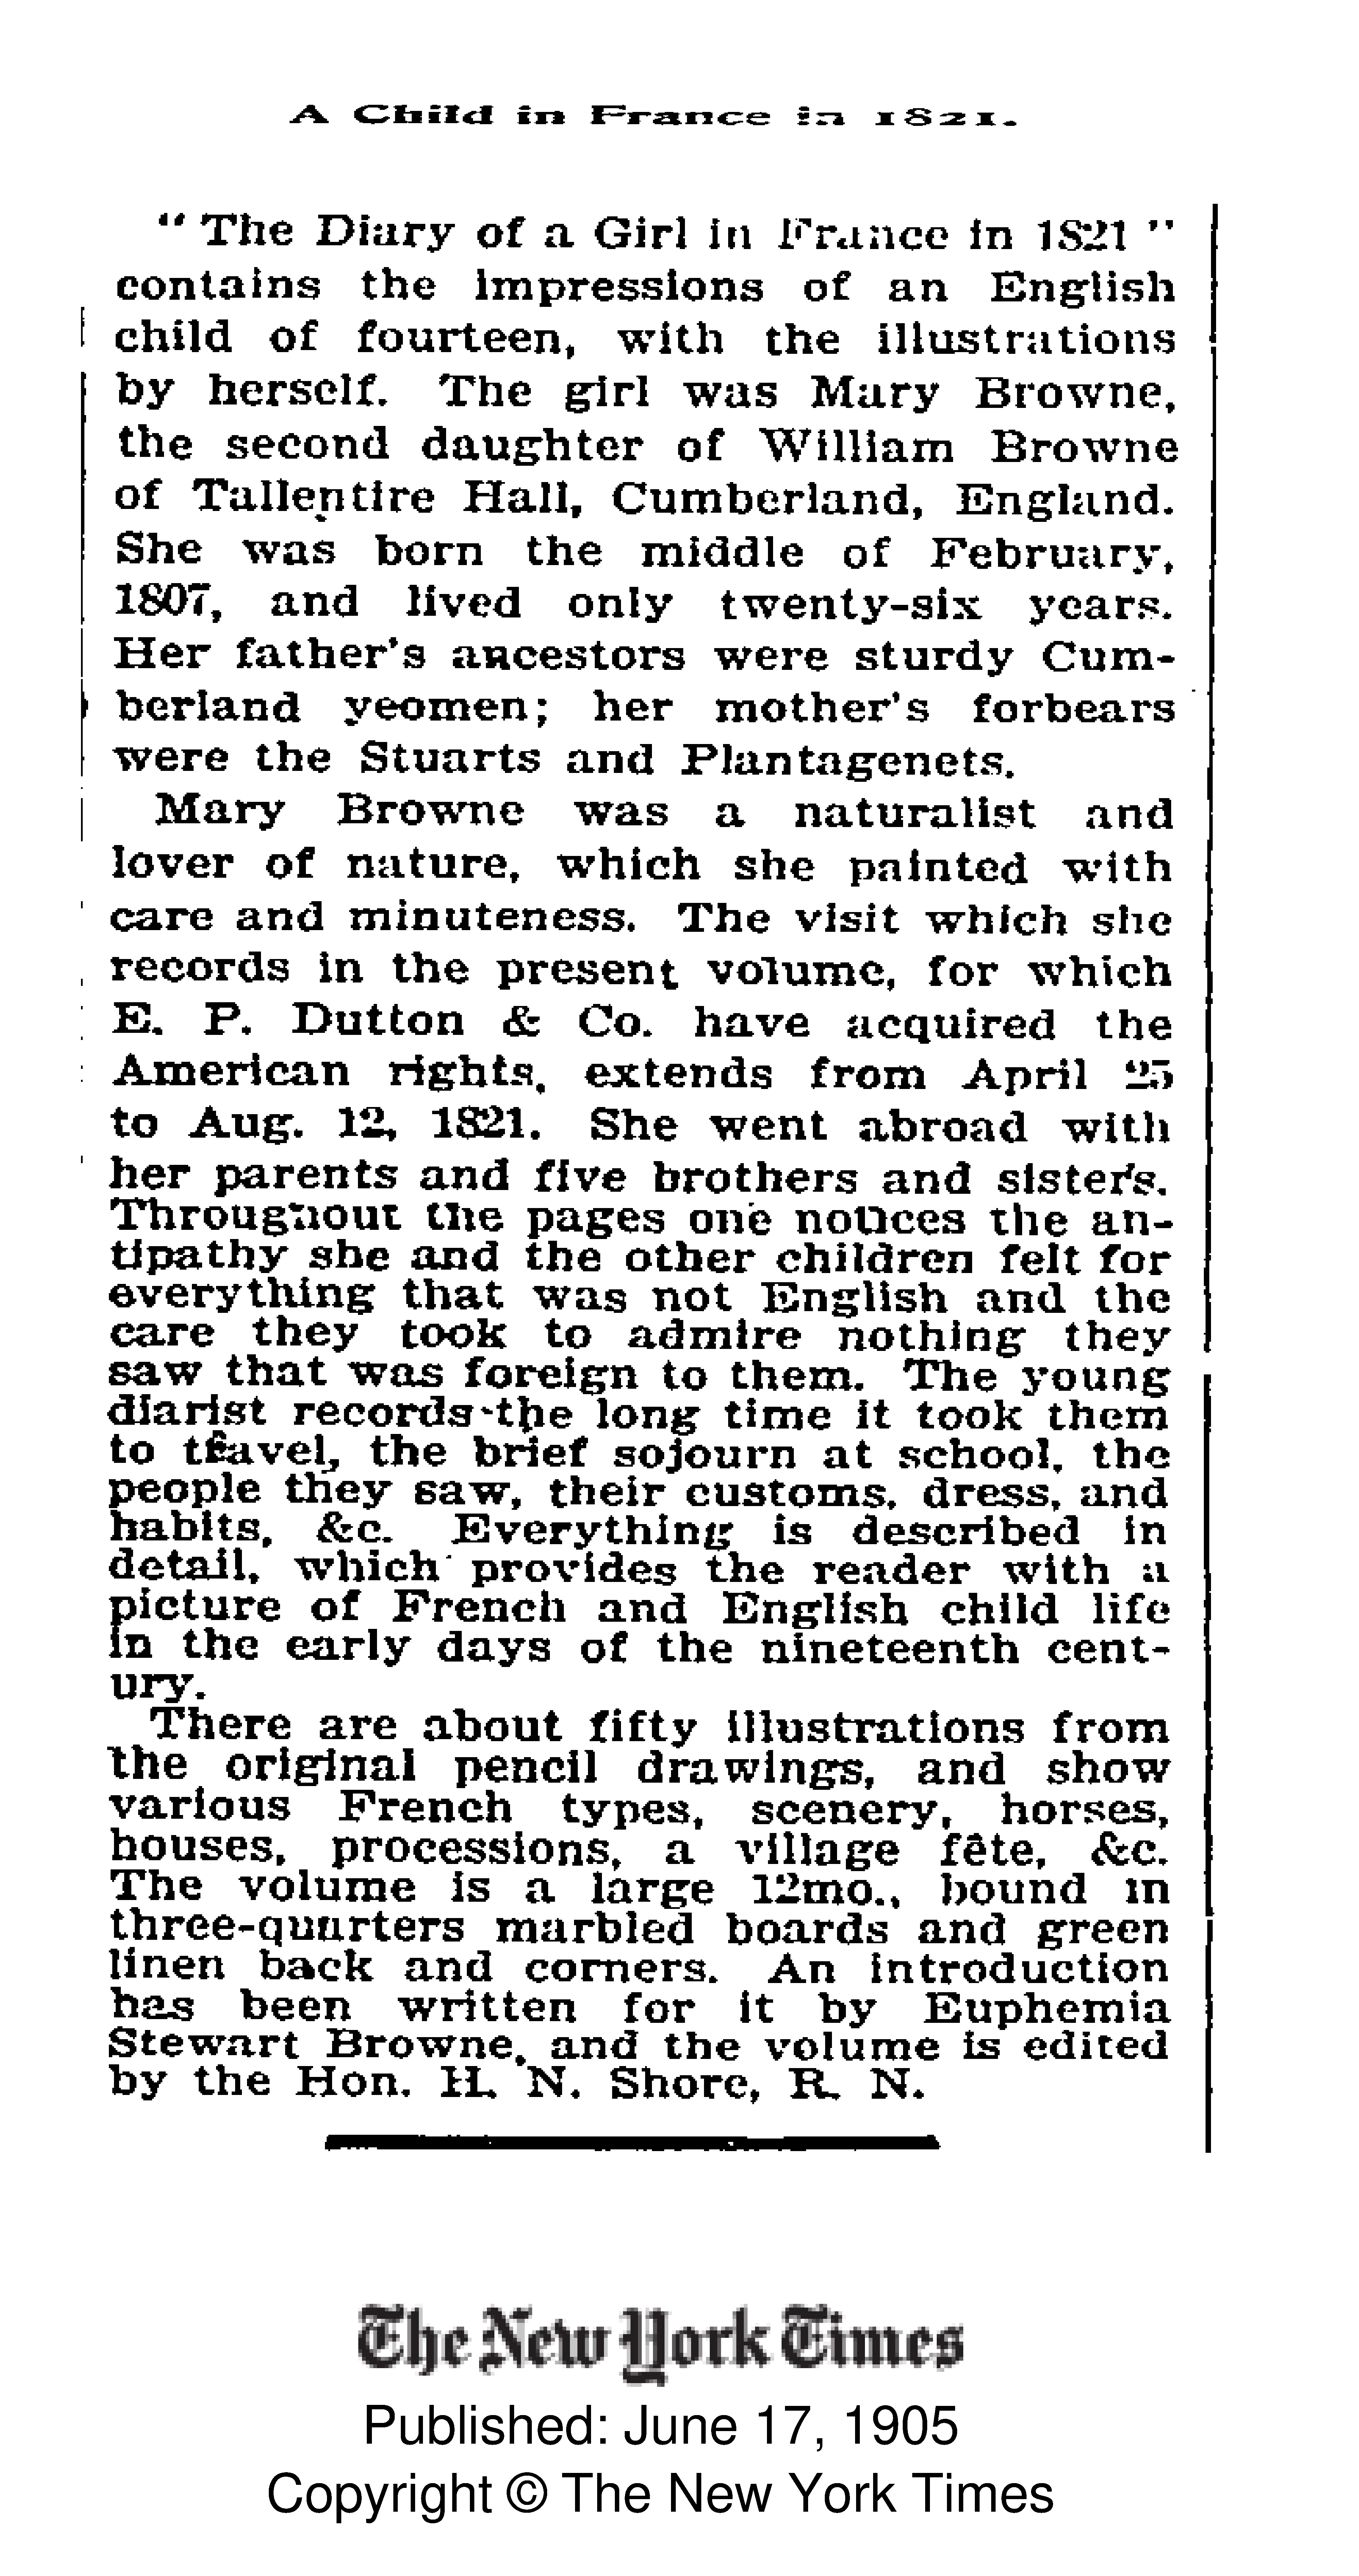 A Child in France in 1821.
“ The Diary of a Girl in France in 1821 ”
contains the impressions of an English
child of fourteen, with the illustrations
by herself. The girl was Mary Browne,
the second daughter of William Browne
of Tallentire Hall, Cumberland, England.
She was born the middle of February,
1807, and lived only twenty-six years.
Her father's ancestors were sturdy Cum-
berland yeomen; her mother's forbears
were the Stuarts and Plantagenets.
Mary Browne was a naturalist and
lover of nature, which she painted with
care and minuteness. The visit which she
records in the present volume, for which
E. P. Dutton & Co. have acquired the
American rights, extends from April 25
to Aug. 12, 1821. She went abroad with
her parents and five brothers and sisters.
Throughout the pages one notices the an-
tipathy she and the other children felt for
everything that was not English and the
care they took to admire nothing they
saw that was foreign to them. The young
diarist records the long time it took them
to travel, the brief sojourn at school, the
people they saw, their customs, dress, and
habits, &c. Everything is described in
detail, which provides the reader with a
picture of French and English child life
in the early days of the nineteenth cent-
ury.
There are about fifty illustrations from
the original pencil drawings, and show
various French types, scenery, horses,
houses, processions, a village fête, &c.
The volume is a large 12mo., bound in
three-quarters marbled boards and green
linen back and corners. An introduction
has been written for it by Euphemia
Stewart Browne, and the volume is edited
by the Hon. H. N. Shore, R. N.
The New York Times
Published: June 17, 1905
Copyright © The New York Times